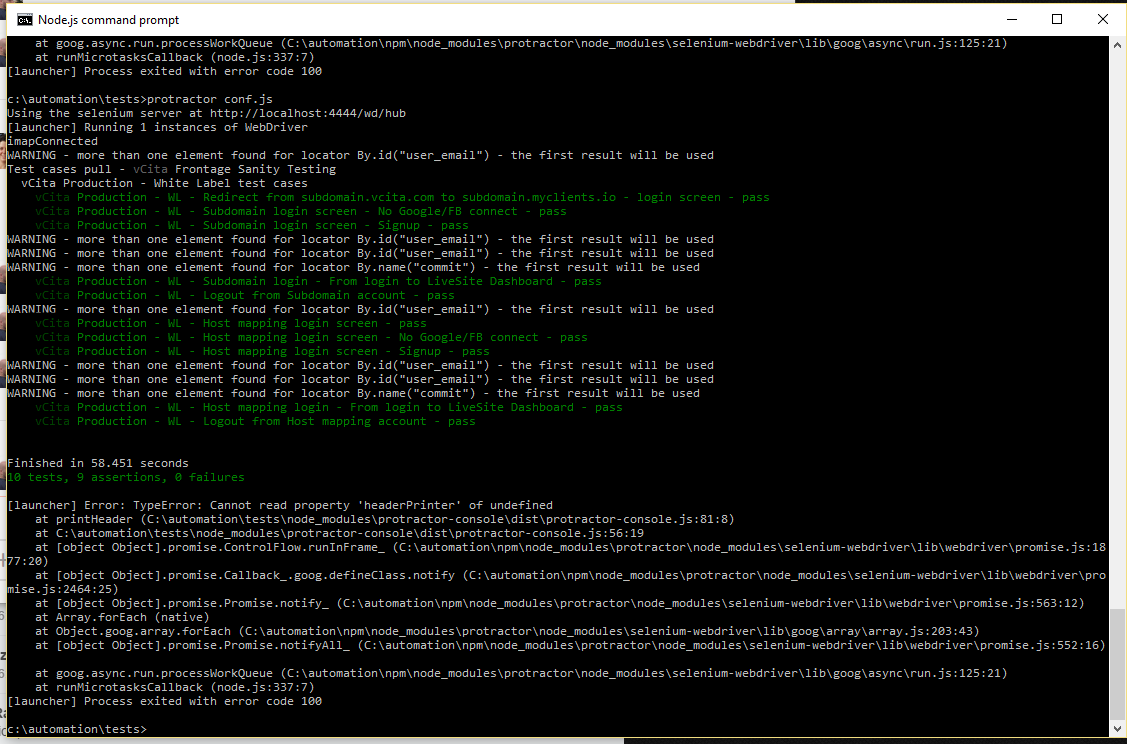 Node.js command prompt
at goog.async.run.processWorkQueue (C:\automation\npm\node_modules\protractor\node_modules\selenium-webdriver\lib\goog\async\run.js:125:21)
at runMicrotasksCallback (node.js:337:7)
[launcher] Process exited with error code 100
c:\automation\tests>protractor conf.js
Using the selenium server at http://localhost:4444/wd/hub
[launcher] Running 1 instances of WebDriver
imapConnected
WARNING - more than one element found for locator By.id("user_email") - the first result will be used
Test cases pull - vCita Frontage Sanity Testing
vCita Production - White Label test cases
vCita Production - WL - Redirect from subdomain.vcita.com to subdomain.myclients.io - login screen - pass
vCita Production - WL - Subdomain login screen - No Google/FB connect - pass
vCita Production - WL - Subdomain login screen - Signup - pass
WARNING - more than one element found for locator By.id("user_email") - the first result will be used
WARNING - more than one element found for locator By.id("user_email") - the first result will be used
WARNING - more than one element found for locator By.name("commit") - the first result will be used
vCita Production - WL - Subdomain login - From login to LiveSite Dashboard - pass
vCita Production - WL - Logout from Subdomain account - pass
WARNING - more than one element found for locator By.id("user_email") - the first result will be used
vCita Production - WL - Host mapping login screen - pass
vCita Production - WL - Host mapping login screen - No Google/FB connect - pass
vCita Production - WL - Host mapping login screen - Signup - pass
WARNING - more than one element found for locator By.id("user_email") - the first result will be used
WARNING - more than one element found for locator By.id("user_email") - the first result will be used
WARNING - more than one element found for locator By.name("commit") - the first result will be used
vCita Production - WL - Host mapping login - From login to LiveSite Dashboard - pass
vCita Production - WL - Logout from Host mapping account - pass
Finished in 58.451 seconds
10 tests, 9 assertions, 0 failures
[launcher] Error: TypeError: Cannot read property 'headerPrinter' of undefined
at printHeader (C:\automation\tests\node_modules\protractor-console\dist\protractor-console.js:81:8)
at C:\automation\tests\node_modules\protractor-console\dist\protractor-console.js:56:19
at [object Object].promise.ControlFlow.runInFrame_ (C:\automation\npm\node_modules\protractor\node_modules\selenium-webdriver\lib\webdriver\promise.js:18
77:20)
at [object Object].promise.Callback_.goog.defineClass.notify (C:\automation\npm\node_modules\protractor\node_modules\selenium-webdriver\lib\webdriver\pro
mise.js:2464:25)
at [object Object].promise.Promise.notify_ (C:\automation\npm\node_modules\protractor\node_modules\selenium-webdriver\lib\webdriver\promise.js:563:12)
at Array.forEach (native)
at Object.goog.array.forEach (C:\automation\npm\node_modules\protractor\node_modules\selenium-webdriver\lib\goog\array\array.js:203:43)
at [object Object].promise.Promise.notifyAll_ (C:\automation\npm\node_modules\protractor\node_modules\selenium-webdriver\lib\webdriver\promise.js:552:16)
at goog.async.run.processWorkQueue (C:\automation\npm\node_modules\protractor\node_modules\selenium-webdriver\lib\goog\async\run.js:125:21)
at runMicrotasksCallback (node.js:337:7)
[launcher] Process exited with error code 100
c:\automation\tests>